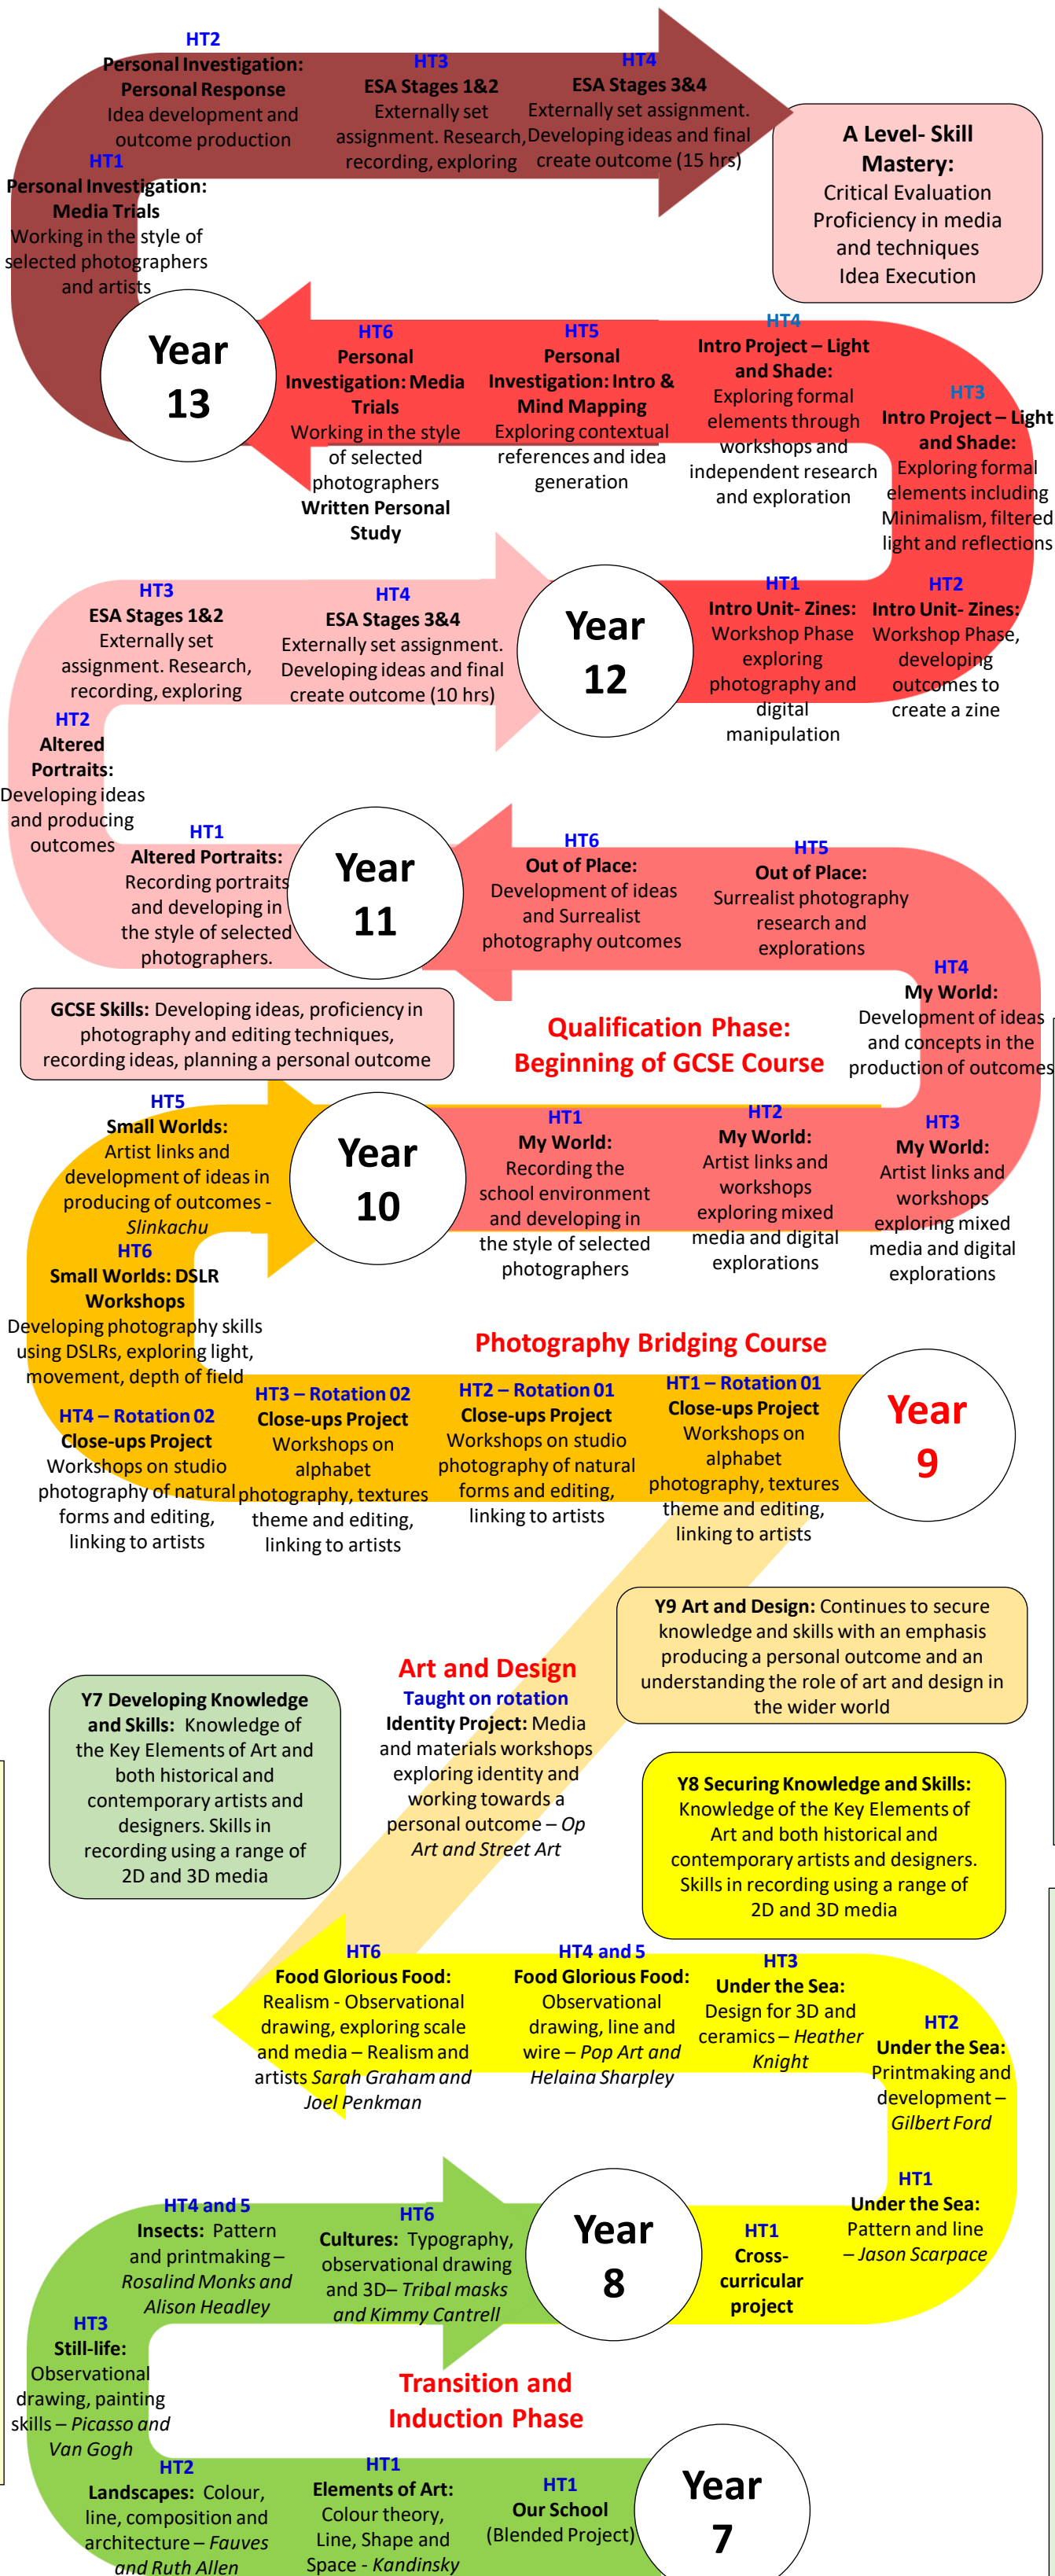 HT2
Personal Investigation:
Personal Response
Idea development and
outcome production
HT3
ESA Stages 1&2
Externally set
assignment. Research,
recording, exploring
HT4
ESA Stages 3&4
Externally set assignment.
Developing ideas and final
create outcome (15 hrs)
A Level- Skill
Mastery:
Critical Evaluation
Proficiency in media
and techniques
Idea Execution
HT1
Personal Investigation:
Media Trials
Working in the style of
selected photographers
and artists
Year
13
HT6
Personal
Investigation: Media
Trials
Working in the style
of selected
photographers
Written Personal
Study
HT5
Personal
Investigation: Intro &
Mind Mapping
Exploring contextual
references and idea
generation
HT4
Intro Project – Light
and Shade:
Exploring formal
elements through
workshops and
independent research
and exploration
HT3
Intro Project – Light
and Shade:
Exploring formal
elements including
Minimalism, filtered
light and reflections
HT3
ESA Stages 1&2
Externally set
assignment. Research,
recording, exploring
HT4
ESA Stages 3&4
Externally set assignment.
Developing ideas and final
create outcome (10 hrs)
Year
12
HT1
Intro Unit- Zines:
Workshop Phase
exploring
photography and
digital
manipulation
HT2
Intro Unit- Zines:
Workshop Phase,
developing
outcomes to
create a zine
HT2
Altered
Portraits:
Developing ideas
and producing
outcomes
HT1
Altered Portraits:
Recording portraits
and developing in
the style of selected
photographers.
Year
11
HT6
Out of Place:
Development of ideas
and Surrealist
photography outcomes
HT5
Out of Place:
Surrealist photography
research and
explorations
HT4
My World:
Development of ideas
and concepts in the
production of outcomes
GCSE Skills: Developing ideas, proficiency in
photography and editing techniques,
recording ideas, planning a personal outcome
Qualification Phase:
Beginning of GCSE Course
HT5
Small Worlds:
Artist links and
development of ideas in
producing of outcomes -
Slinkachu
Year
10
HT1
My World:
Recording the
school environment
and developing in
the style of selected
photographers
HT2
My World:
Artist links and
workshops
exploring mixed
media and digital
explorations
HT3
My World:
Artist links and
workshops
exploring mixed
media and digital
explorations
HT6
Small Worlds: DSLR
Workshops
Developing photography skills
using DSLRs, exploring light,
movement, depth of field
Photography Bridging Course
HT4 – Rotation 02
Close-ups Project
Workshops on studio
photography of natural
forms and editing,
linking to artists
HT3 – Rotation 02
Close-ups Project
Workshops on
alphabet
photography, textures
theme and editing,
linking to artists
HT2 – Rotation 01
Close-ups Project
Workshops on studio
photography of natural
forms and editing,
linking to artists
HT1 – Rotation 01
Close-ups Project
Workshops on
alphabet
photography, textures
theme and editing,
linking to artists
Year
9
Y9 Art and Design: Continues to secure
knowledge and skills with an emphasis
producing a personal outcome and an
understanding the role of art and design in
the wider world
Art and Design
Taught on rotation
Identity Project: Media
and materials workshops
exploring identity and
working towards a
personal outcome – Op
Art and Street Art
Y7 Developing Knowledge
and Skills: Knowledge of
the Key Elements of Art and
both historical and
contemporary artists and
designers. Skills in
recording using a range of
2D and 3D media
Y8 Securing Knowledge and Skills:
Knowledge of the Key Elements of
Art and both historical and
contemporary artists and designers.
Skills in recording using a range of
2D and 3D media
HT6
Food Glorious Food:
Realism - Observational
drawing, exploring scale
and media – Realism and
artists Sarah Graham and
Joel Penkman
HT4 and 5
Food Glorious Food:
Observational
drawing, line and
wire – Pop Art and
Helaina Sharpley
HT3
Under the Sea:
Design for 3D and
ceramics – Heather
Knight
HT2
Under the Sea:
Printmaking and
development –
Gilbert Ford
HT4 and 5
Insects: Pattern
and printmaking –
Rosalind Monks and
Alison Headley
HT6
Cultures: Typography,
observational drawing
and 3D– Tribal masks
and Kimmy Cantrell
Year
8
HT1
Cross-
curricular
project
HT1
Under the Sea:
Pattern and line
– Jason Scarpace
HT3
Still-life:
Observational
drawing, painting
skills – Picasso and
Van Gogh
Transition and
Induction Phase
HT2
Landscapes: Colour,
line, composition and
architecture – Fauves
and Ruth Allen
HT1
Elements of Art:
Colour theory,
Line, Shape and
Space - Kandinsky
HT1
Our School
(Blended Project)
Year
7